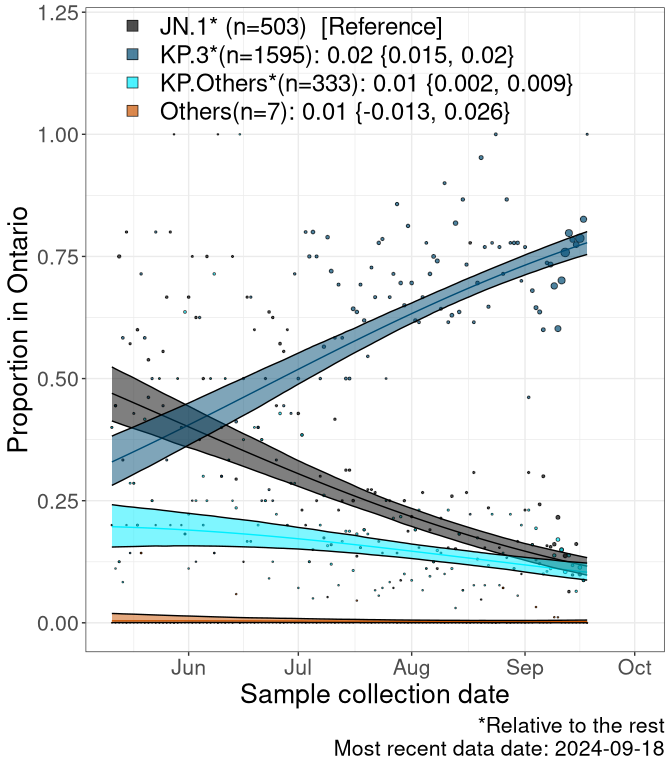 1.25
JN.1* (n=503)  [Reference]
KP.3*(n=1595): 0.02 {0.015, 0.02}
KP.Others*(n=333): 0.01 {0.002, 0.009}
Others(n=7): 0.01 {-0.013, 0.026}
1.00
0.75
0.50
0.25
0.00
Proportion in Ontario
Jun Jul Aug Sep Oct
Sample collection date
*Relative to the rest
Most recent data date: 2024-09-18